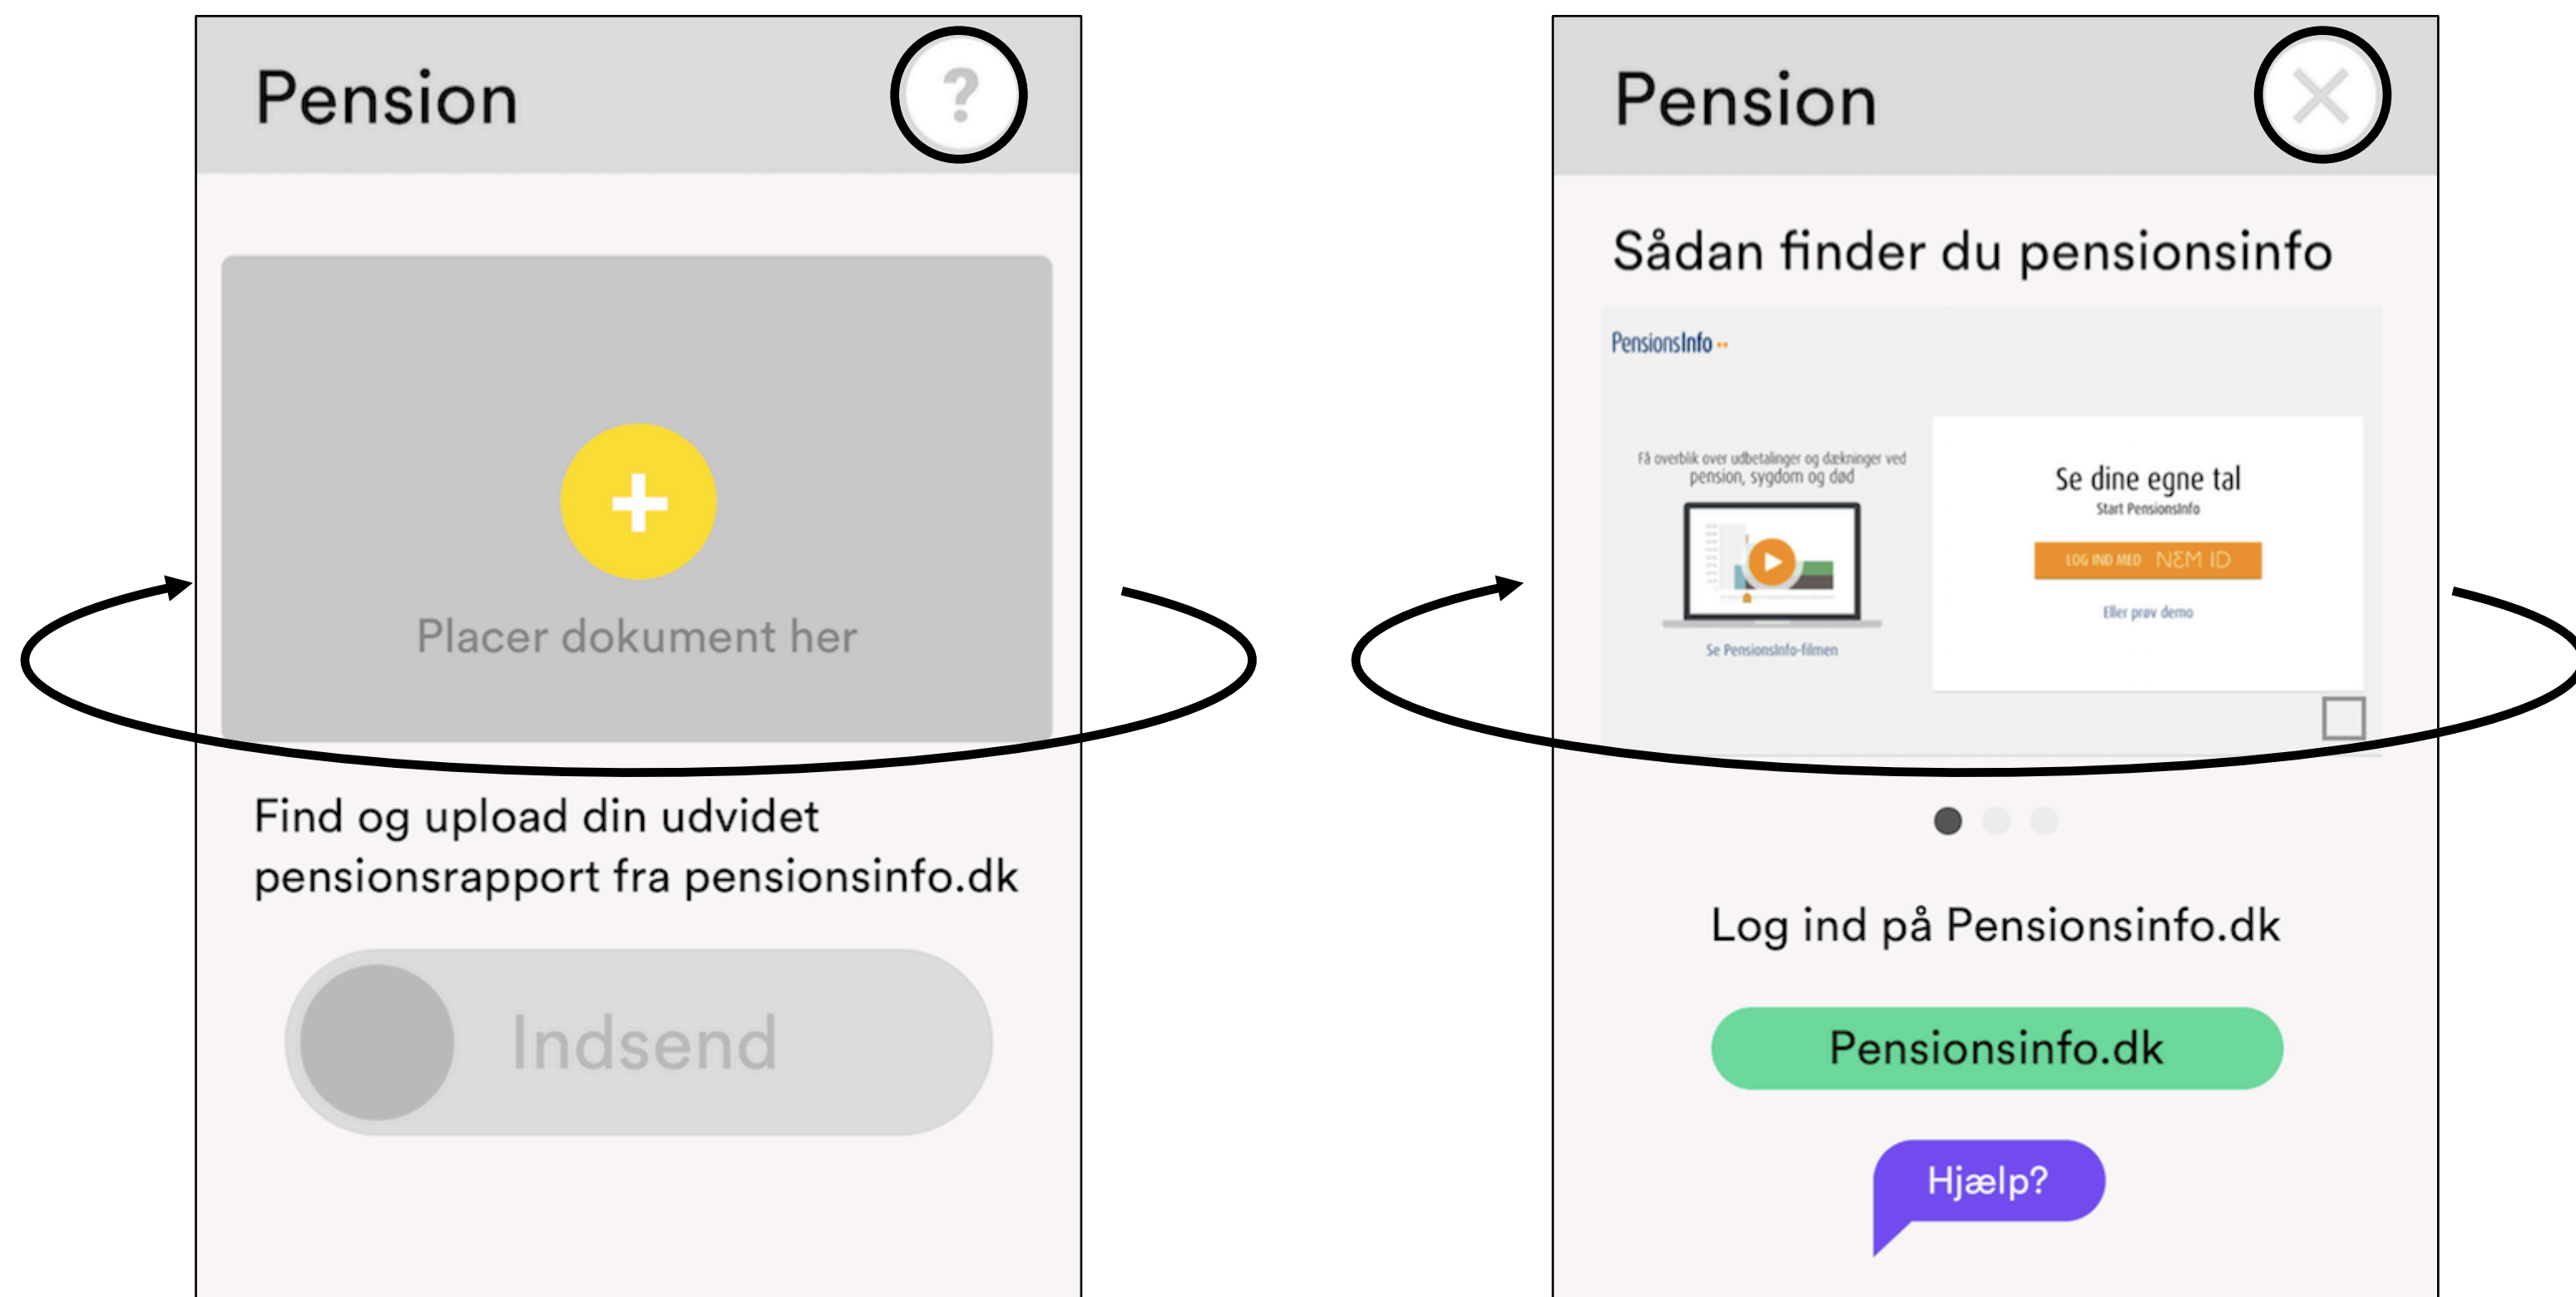 Pension
?
Placer dokument her
Find og upload din udvidet
pensionsrapport fra pensionsinfo.dk
Indsend
Pension
Sådan finder du pensionsinfo
PensionsInfo
Få overblik over udbetalinger og dækninger ved
pension, sygdom og død
Se PensionsInfo-filmen
Se dine egne tal
Start PensionsInfo
LOG IND MED NEM ID
Eller prøv demo
Log ind på Pensionsinfo.dk
Pensionsinfo.dk
Hjælp?